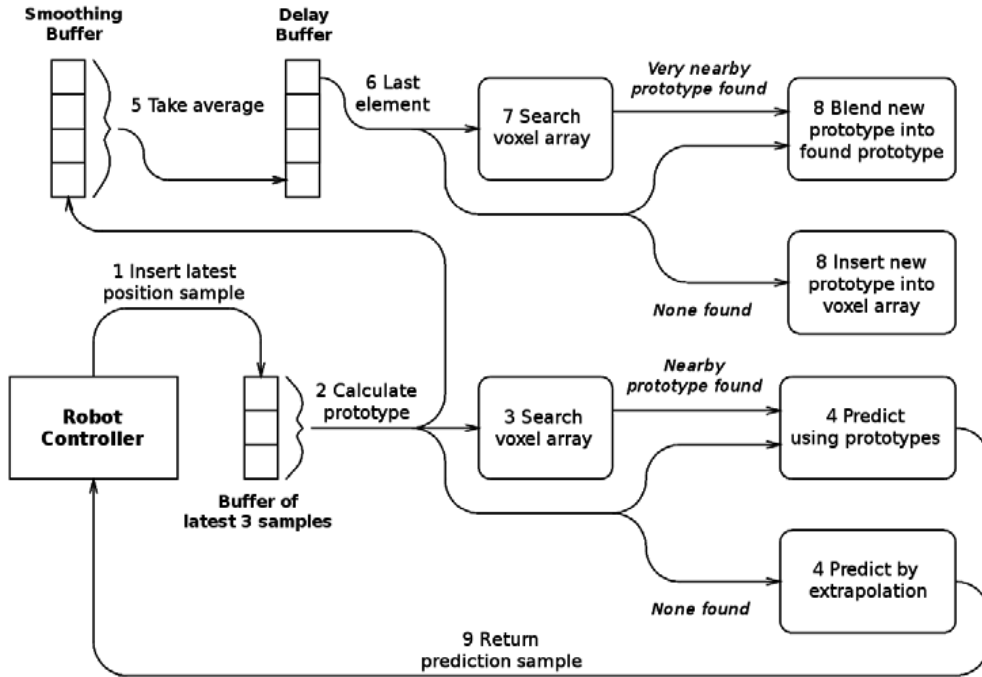 Smoothing
Buffer
Delay
Buffer
5 Take average
6 Last
element
7 Search
voxel array
Very nearby
prototype found
8 Blend new
prototype into
found prototype
8 Insert new
prototype into
voxel array
None found
1 Insert latest
position sample
Robot
Controller
Buffer of
latest 3 samples
2 Calculate
prototype
3 Search
voxel array
Nearby
prototype found
4 Predict
using prototypes
4 Predict by
extrapolation
None found
9 Return
prediction sample